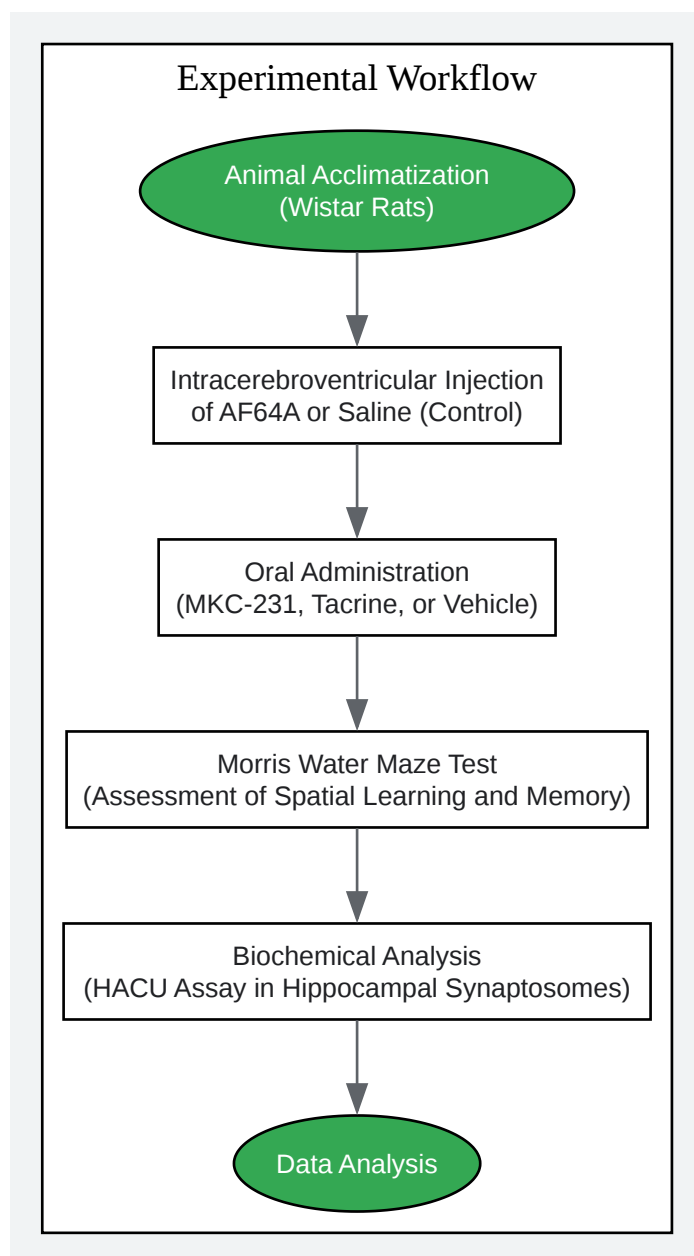 Experimental Workflow
Animal Acclimatization
(Wistar Rats)
Intracerebroventricular Injection
of AF64A or Saline (Control)
Oral Administration
(MKC-231, Tacrine, or Vehicle)
Morris Water Maze Test
(Assessment of Spatial Learning and Memory)
Biochemical Analysis
(HACU Assay in Hippocampal Synaptosomes)
Data Analysis